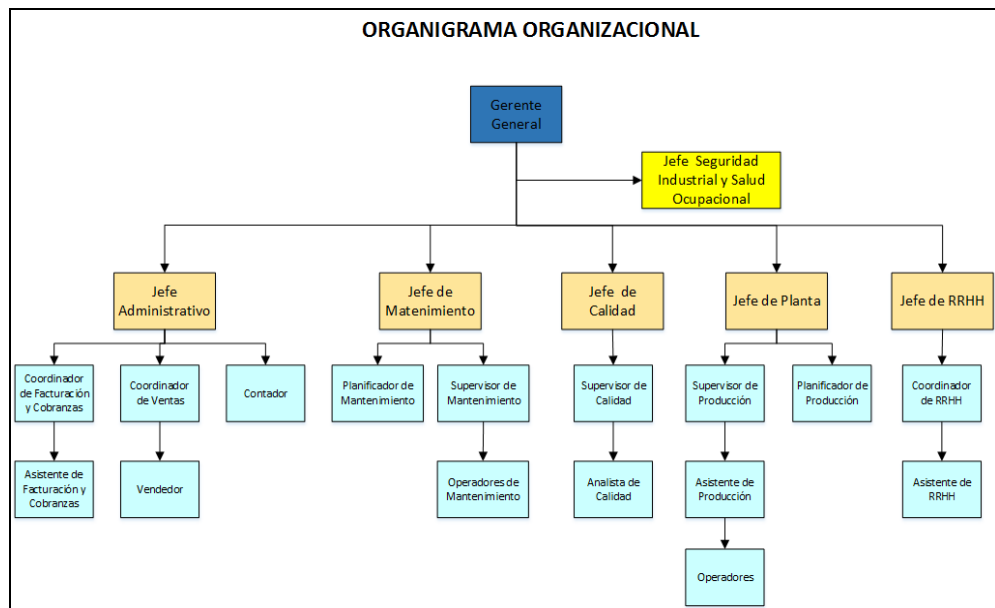 ORGANIGRAMA ORGANIZACIONAL
Gerente
General
Jefe Seguridad
Industrial y Salud
Ocupacional
Jefe
Administrativo
Jefe de
Matenimiento
Jefe de
Calidad
Jefe de Planta
Jefe de RRHH
Coordinador
de Facturación
y Cobranzas
Coordinador
de Ventas
Contador
Planificador de
Mantenimiento
Supervisor de
Mantenimiento
Supervisor de
Calidad
Supervisor de
Producción
Planificador de
Producción
Coordinador
de RRHH
Asistente de
Facturación y
Cobranzas
Vendedor
Operadores de
Mantenimiento
Analista de
Calidad
Asistente de
Producción
Asistente de
RRHH
Operadores